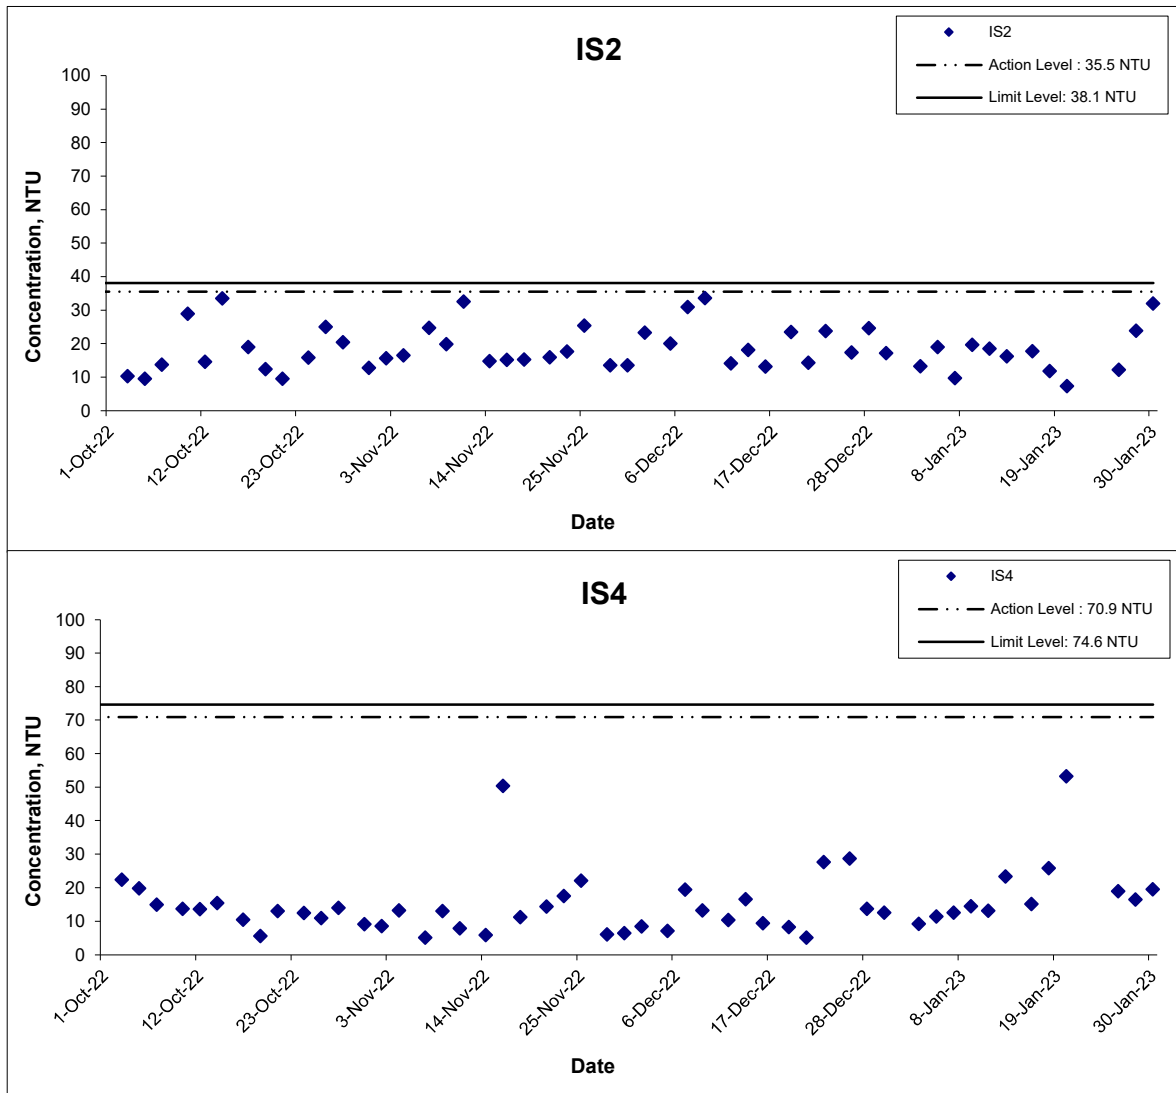 IS2
IS2
Action Level : 35.5 NTU
Limit Level: 38.1 NTU
Concentration, NTU
100
90
80
70
60
50
40
30
20
10
0
1-Oct-22
12-Oct-22
23-Oct-22
3-Nov-22
14-Nov-22
25-Nov-22
6-Dec-22
17-Dec-22
28-Dec-22
8-Jan-23
19-Jan-23
30-Jan-23
Date
IS4
IS4
Action Level : 70.9 NTU
Limit Level: 74.6 NTU
Concentration, NTU
100
90
80
70
60
50
40
30
20
10
0
1-Oct-22
12-Oct-22
23-Oct-22
3-Nov-22
14-Nov-22
25-Nov-22
6-Dec-22
17-Dec-22
28-Dec-22
8-Jan-23
19-Jan-23
30-Jan-23
Date